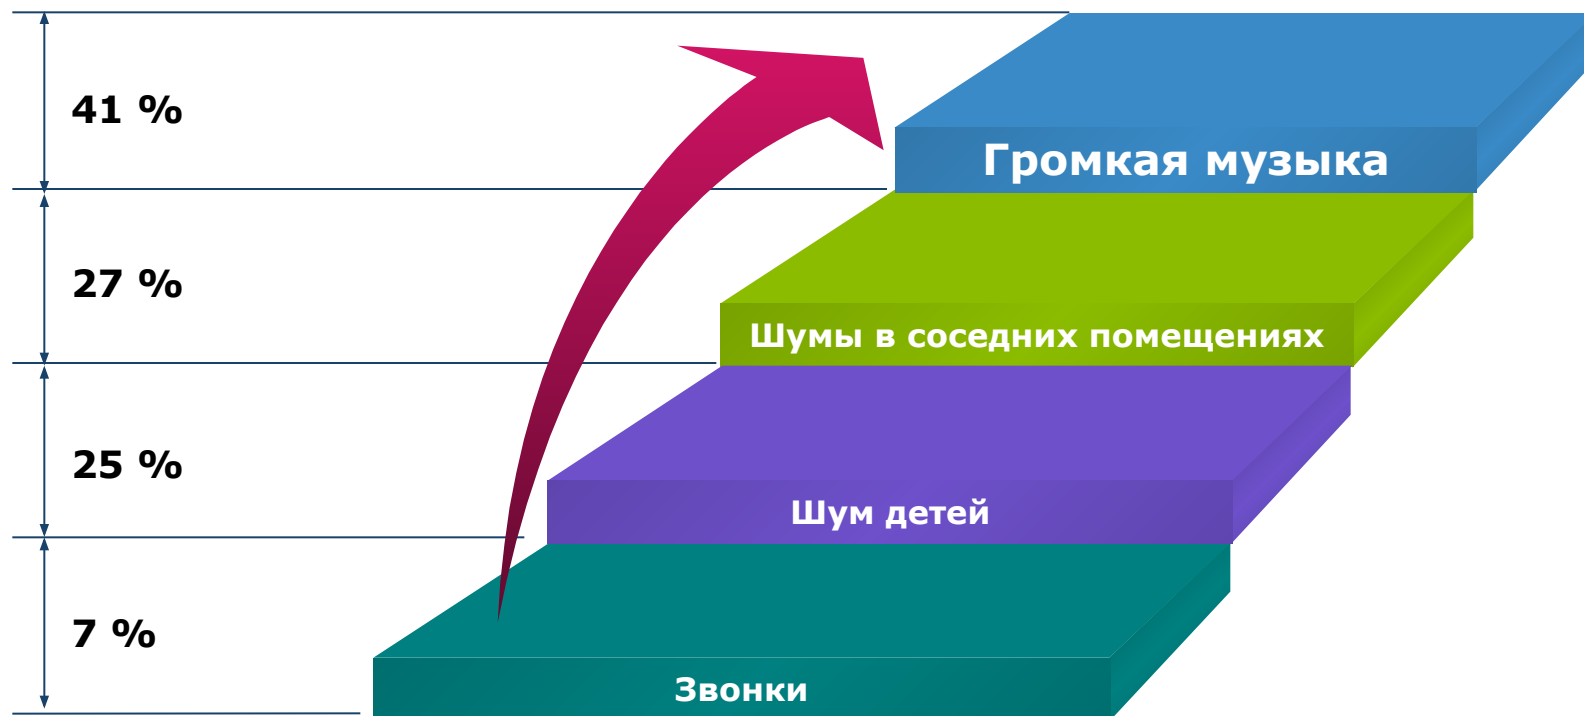 41 %
Громкая музыка
27 %
Шумы в соседних помещениях
25 %
Шум детей
7 %
Звонки